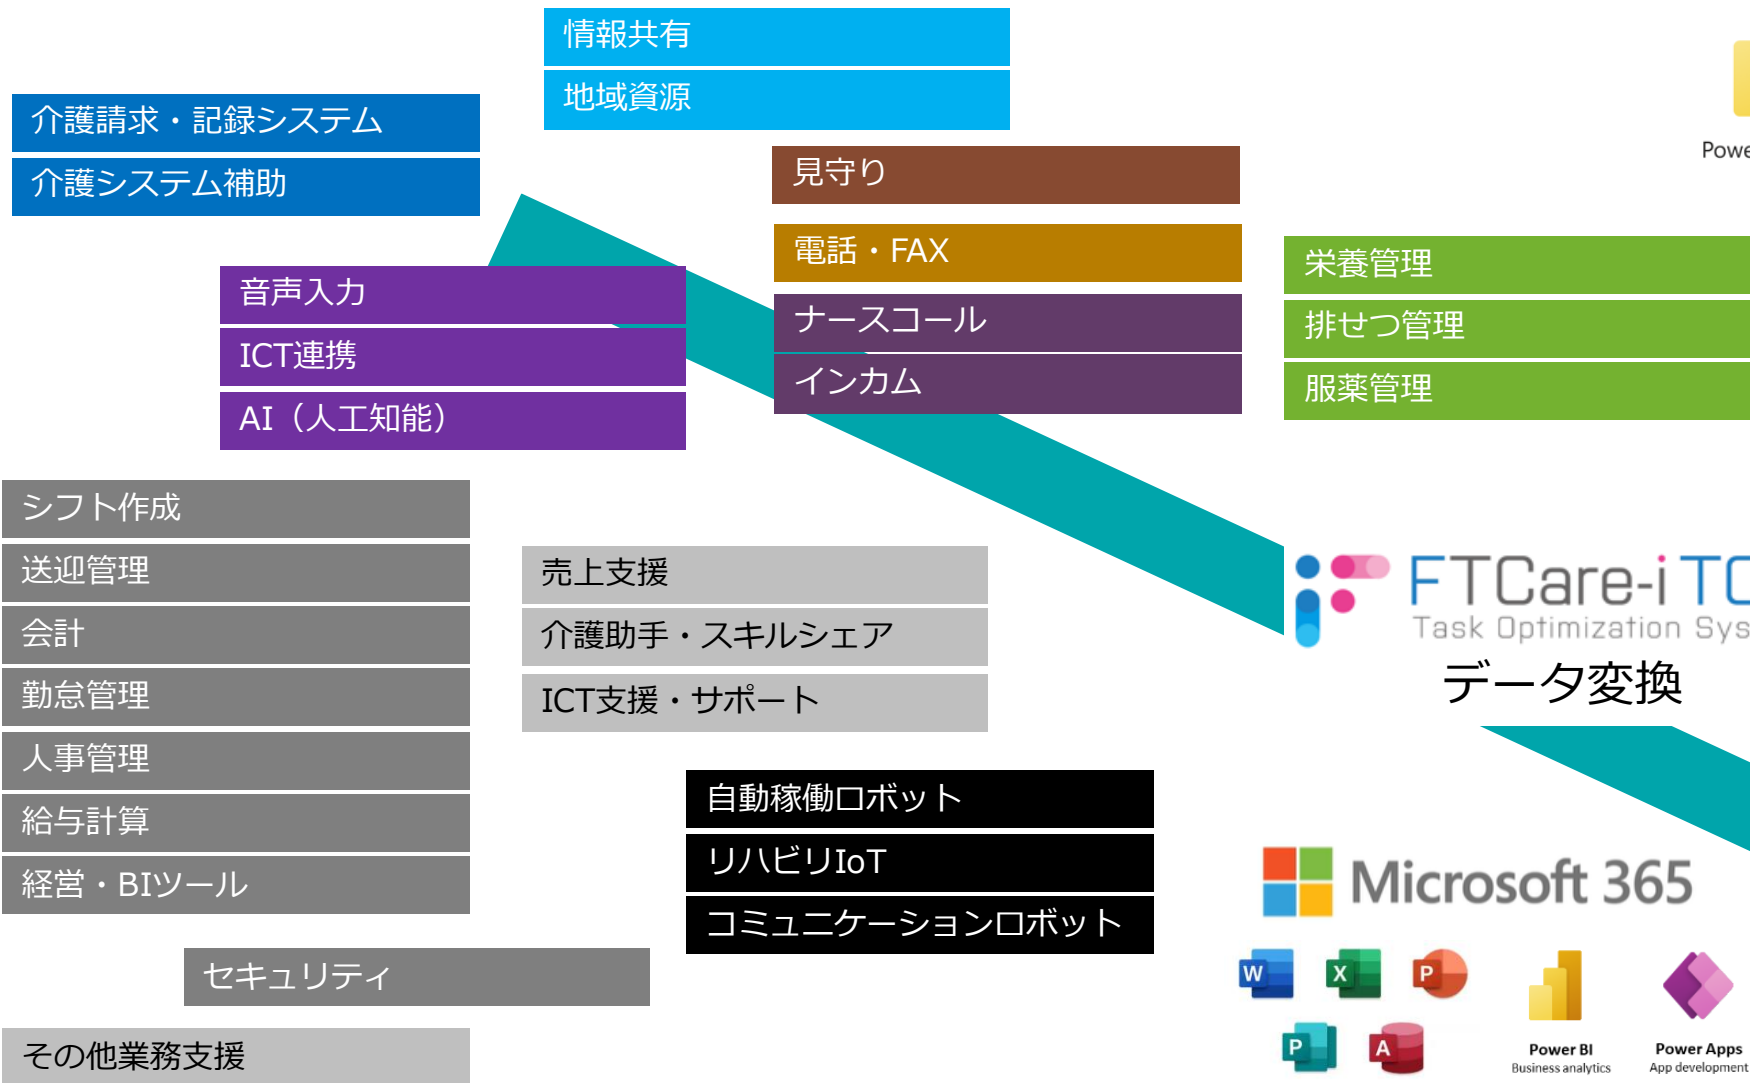 情報共有
地域資源
介護請求・記録システム
介護システム補助
見守り
電話・FAX
ナースコール
インカム
音声入力
ICT連携
AI（人工知能）
栄養管理
排せつ管理
服薬管理
シフト作成
送迎管理
会計
勤怠管理
人事管理
給与計算
経営・BIツール
売上支援
介護助手・スキルシェア
ICT支援・サポート
FTCare-i
Task Optimization
データ変換
自動稼働ロボット
リハビリIoT
コミュニケーションロボット
セキュリティ
その他業務支援
Microsoft 365
W
X
P
P
A
Power BI
Business analytics
Power Apps
App development